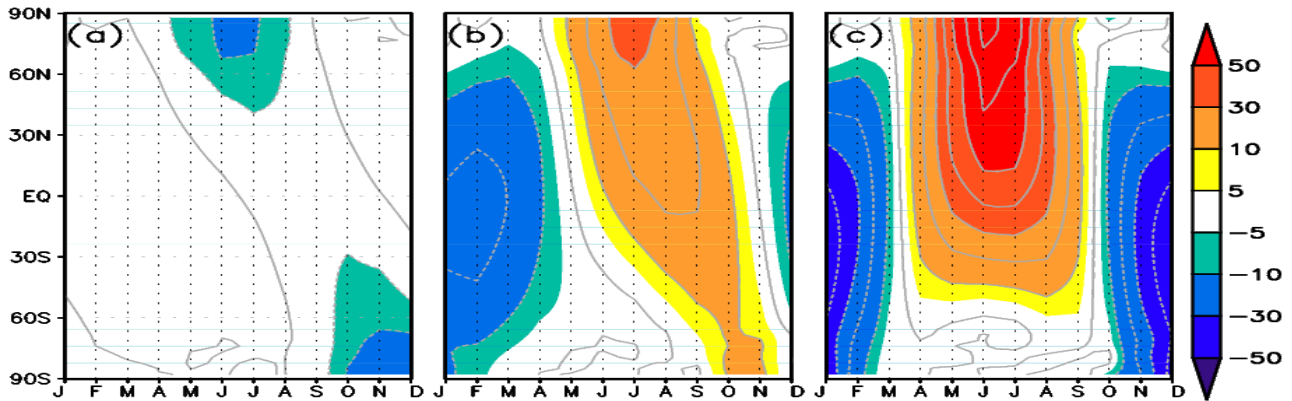 (a) (b) (c)
90N
60N
30N
EQ
30S
60S
90S
J F M A M J J A S O N D
J F M A M J J A S O N D
J F M A M J J A S O N D
50
30
10
5
−5
−10
−30
−50